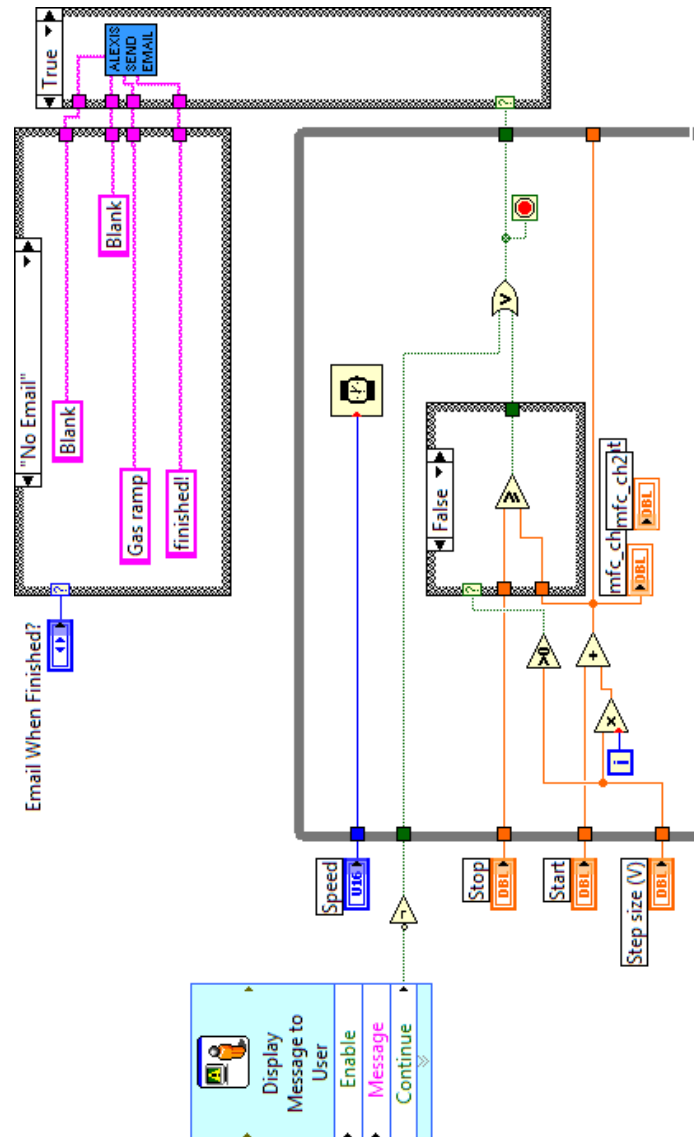 Email When Finished?
"No Email"
Blank
Blank
Gas ramp
finished!
True
ALEXIS
SEND
EMAIL
?
?
Display
Message to
User
Enable
Message
Continue
Speed
U16
Stop
DBL
Start
DBL
Step size (V)
DBL
i
x
+
>0
?
False
V
mfc_ch
DBL
mfc_ch2
DBL